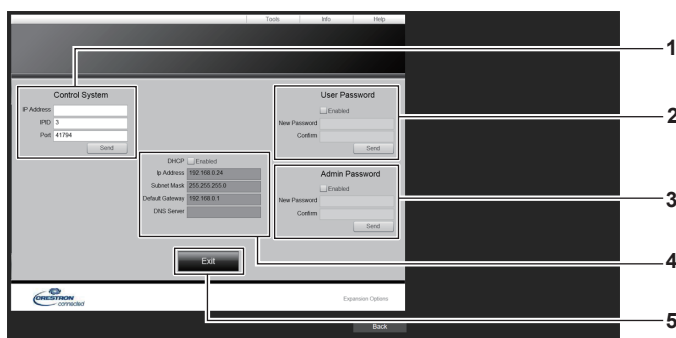 Tools Info Help
1
Control System
IP Address
IPID 3
Port 41794
Send
User Password
Enabled
New Password
Confirm
Send
2
DHCP Enabled
Ip Address 192.168.0.24
Subnet Mask 255.255.255.0
Default Gateway 192.168.0.1
DNS Server
Admin Password
Enabled
New Password
Confirm
Send
3
4
Exit
CRESTRON
connected
Expansion Options
5
Back